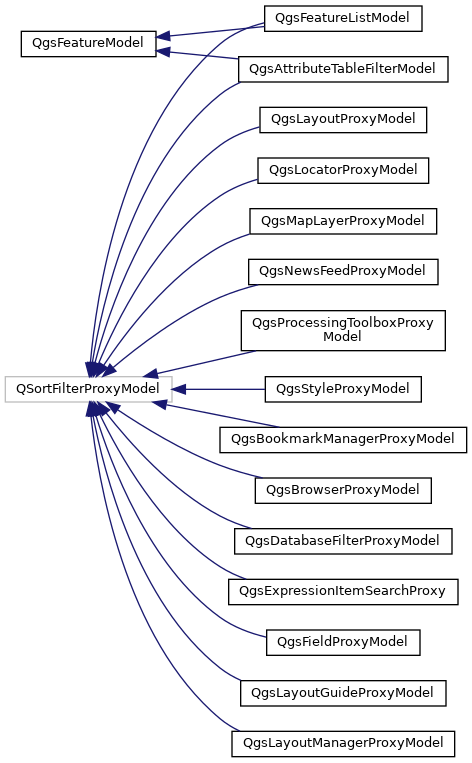 QgsFeatureListModel
QgsFeatureModel
QgsAttributeTableFilterModel
QgsLayoutProxyModel
QgsLocatorProxyModel
QgsMapLayerProxyModel
QgsNewsFeedProxyModel
QgsProcessingToolboxProxy
Model
QSortFilterProxyModel
QgsStyleProxyModel
QgsBookmarkManagerProxyModel
QgsBrowserProxyModel
QgsDatabaseFilterProxyModel
QgsExpressionItemSearchProxy
QgsFieldProxyModel
QgsLayoutGuideProxyModel
QgsLayoutManagerProxyModel